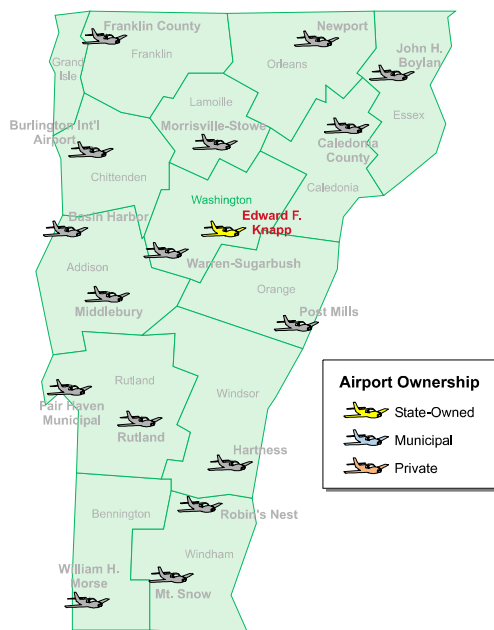 Franklin County
Newport
John H.
Boylan
Franklin
Grand
Isle
Orleans
Lamoille
Essex
Burlington Int'l
Airport
Morrisville-Stowe
Caledonia
County
Chittenden
Caledonia
Washington
Basin Harbor
Edward F.
Knapp
Addison
Warren-Sugarbush
Orange
Middlebury
Post Mills
Airport Ownership
State-Owned
Municipal
Private
Rutland
Windsor
Fair Haven
Municipal
Rutland
Hartness
Bennington
Robin's Nest
Windham
William H.
Morse
Mt. Snow